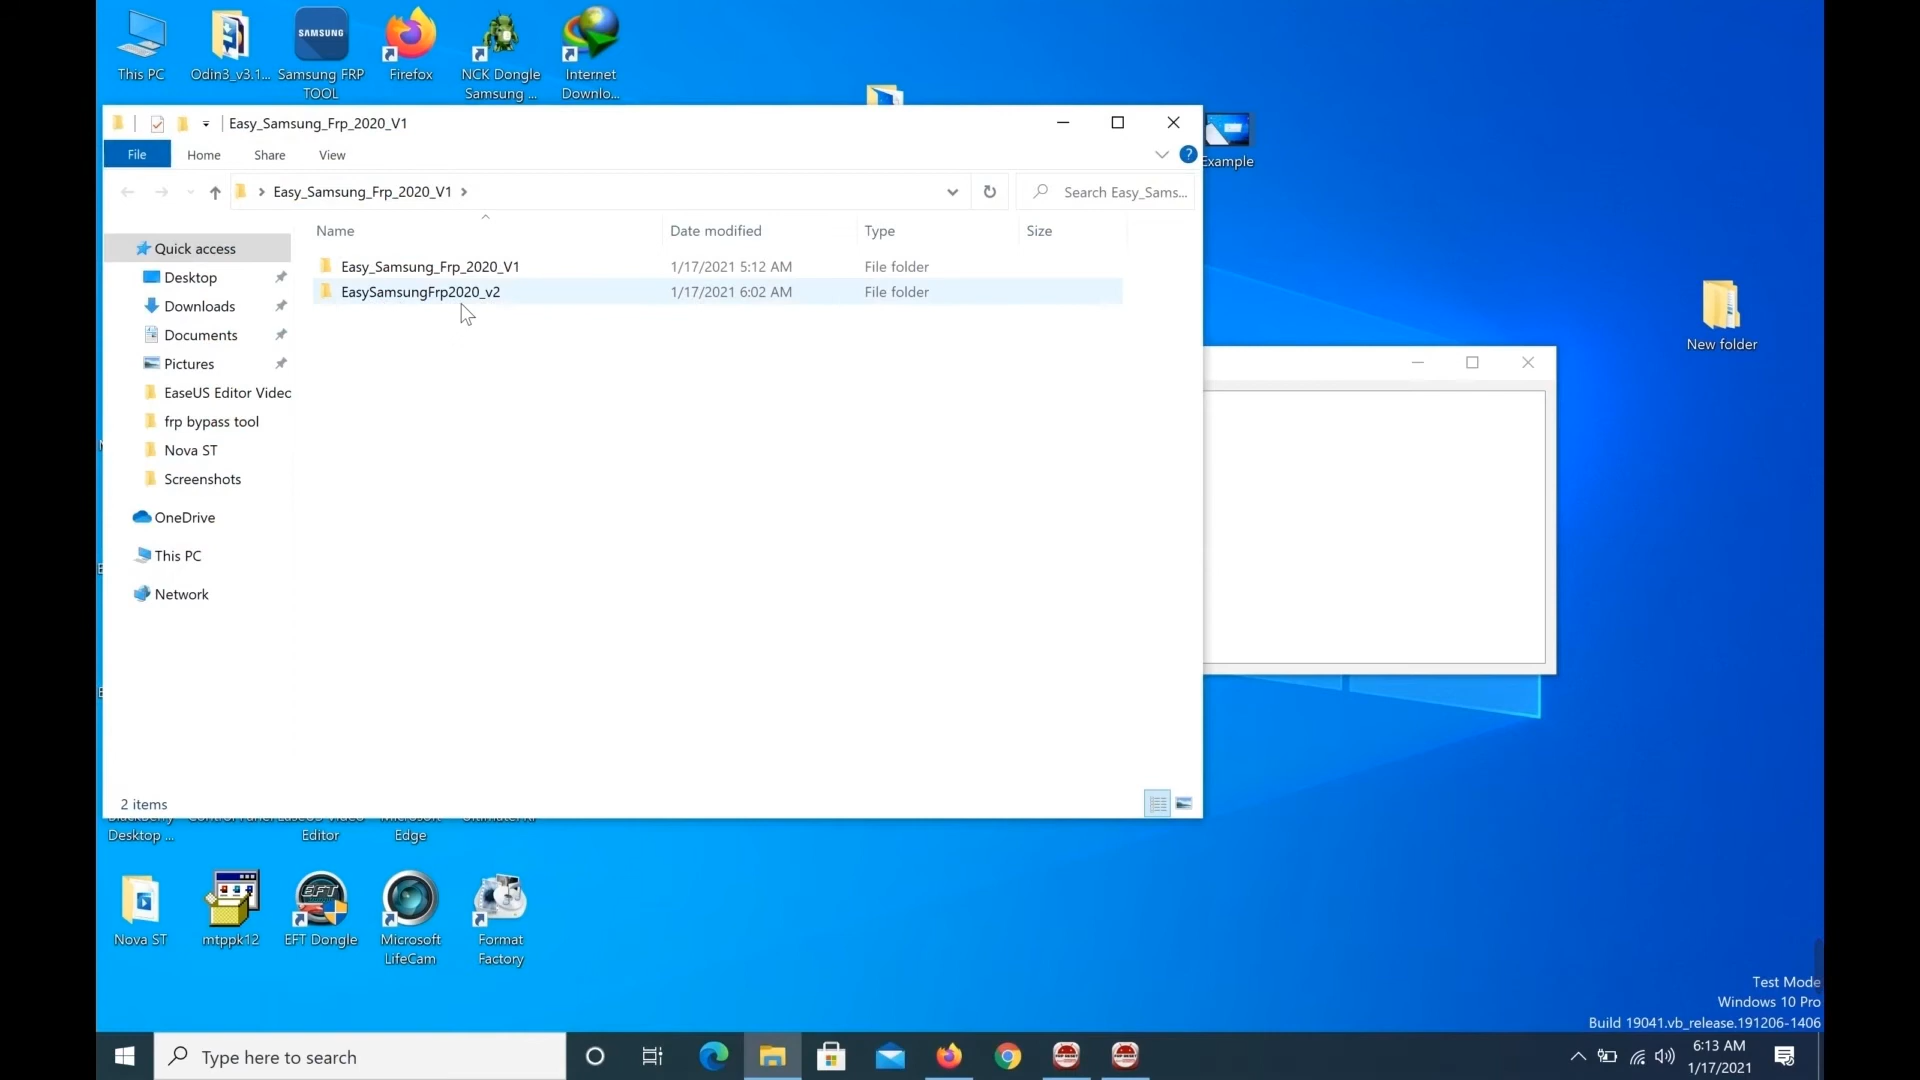 This PC
Odin3_v3.1...
SAMSUNG
Samsung FRP
TOOL
Firefox
NCK Dongle
Samsung ...
Internet
Downlo...
Easy_Samsung_Frp_2020_V1
File
Home
Share
View
?
Example
Easy_Samsung_Frp_2020_V1
Search Easy_Sams...
Name
Date modified
Type
Size
Quick access
Easy_Samsung_Frp_2020_V1
1/17/2021 5:12 AM
File folder
Desktop
EasySamsungFrp2020_v2
1/17/2021 6:02 AM
File folder
Downloads
Documents
New folder
Pictures
EaseUS Editor Videc
frp bypass tool
Nova ST
Screenshots
OneDrive
This PC
Network
2 items
Desktop ...
Editor
Edge
EFT
Nova ST
mtppk12
EFT Dongle
Microsoft
LifeCam
Format
Factory
Test Mode
Windows 10 Pro
Build 19041.vb_release.191206-1406
Type here to search
6:13 AM
1/17/2021